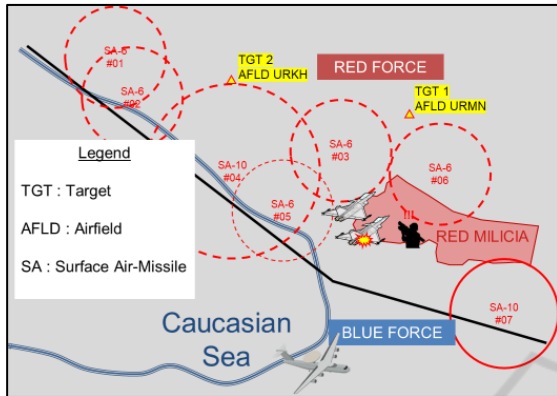 SA-6
#01
SA-6
#02
TGT 2
AFLD URKH
RED FORCE
TGT 1
AFLD URMN
SA-6
#03
SA-10
#04
SA-6
#06
SA-6
#05
Legend
TGT : Target
AFLD : Airfield
SA : Surface Air-Missile
III
RED MILICIA
SA-10
#07
Caucasian
Sea
BLUE FORCE